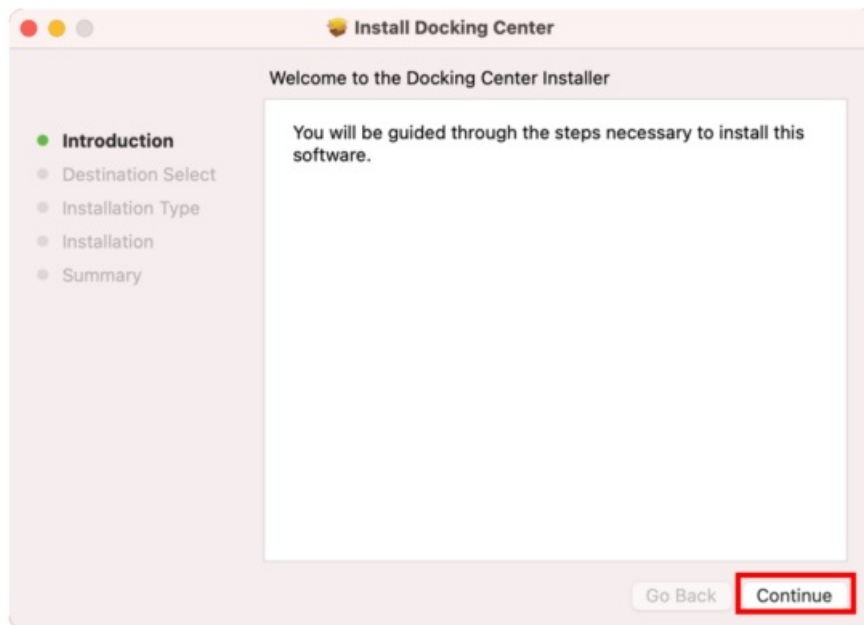 Install Docking Center
Welcome to the Docking Center Installer
Introduction
Destination Select
Installation Type
Installation
Summary
You will be guided through the steps necessary to install this
software.
Go Back
Continue